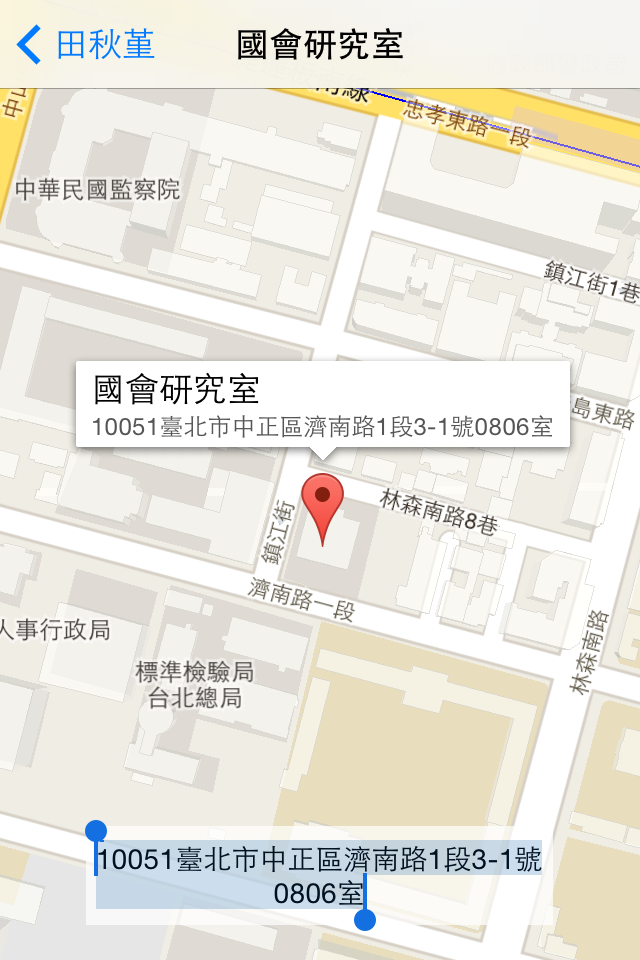 田秋堇
國會研究室
南線
忠孝東路一段
中華民國監察院
鎮江街1巷
國會研究室
10051臺北市中正區濟南路1段3-1號0806室
島東路
林森南路8巷
鎮江街
濟南路一段
人事行政局
標準檢驗局
台北總局
林森南路
10051臺北市中正區濟南路1段3-1號
0806室